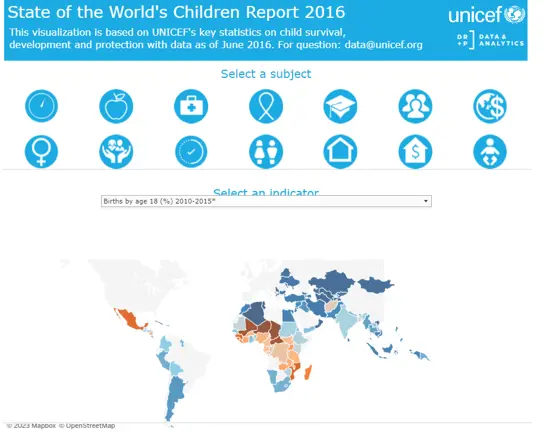 State of the World's Children Report 2016
unicef
This visualization is based on UNICEF's key statistics on child survival,
development and protection with data as of June 2016. For question: data@unicef.org
DATA &
ANALYTICS
Select a subject
Select an indicator
Births by age 18 (%) 2010-2015*
© 2023 Mapbox © OpenStreetMap